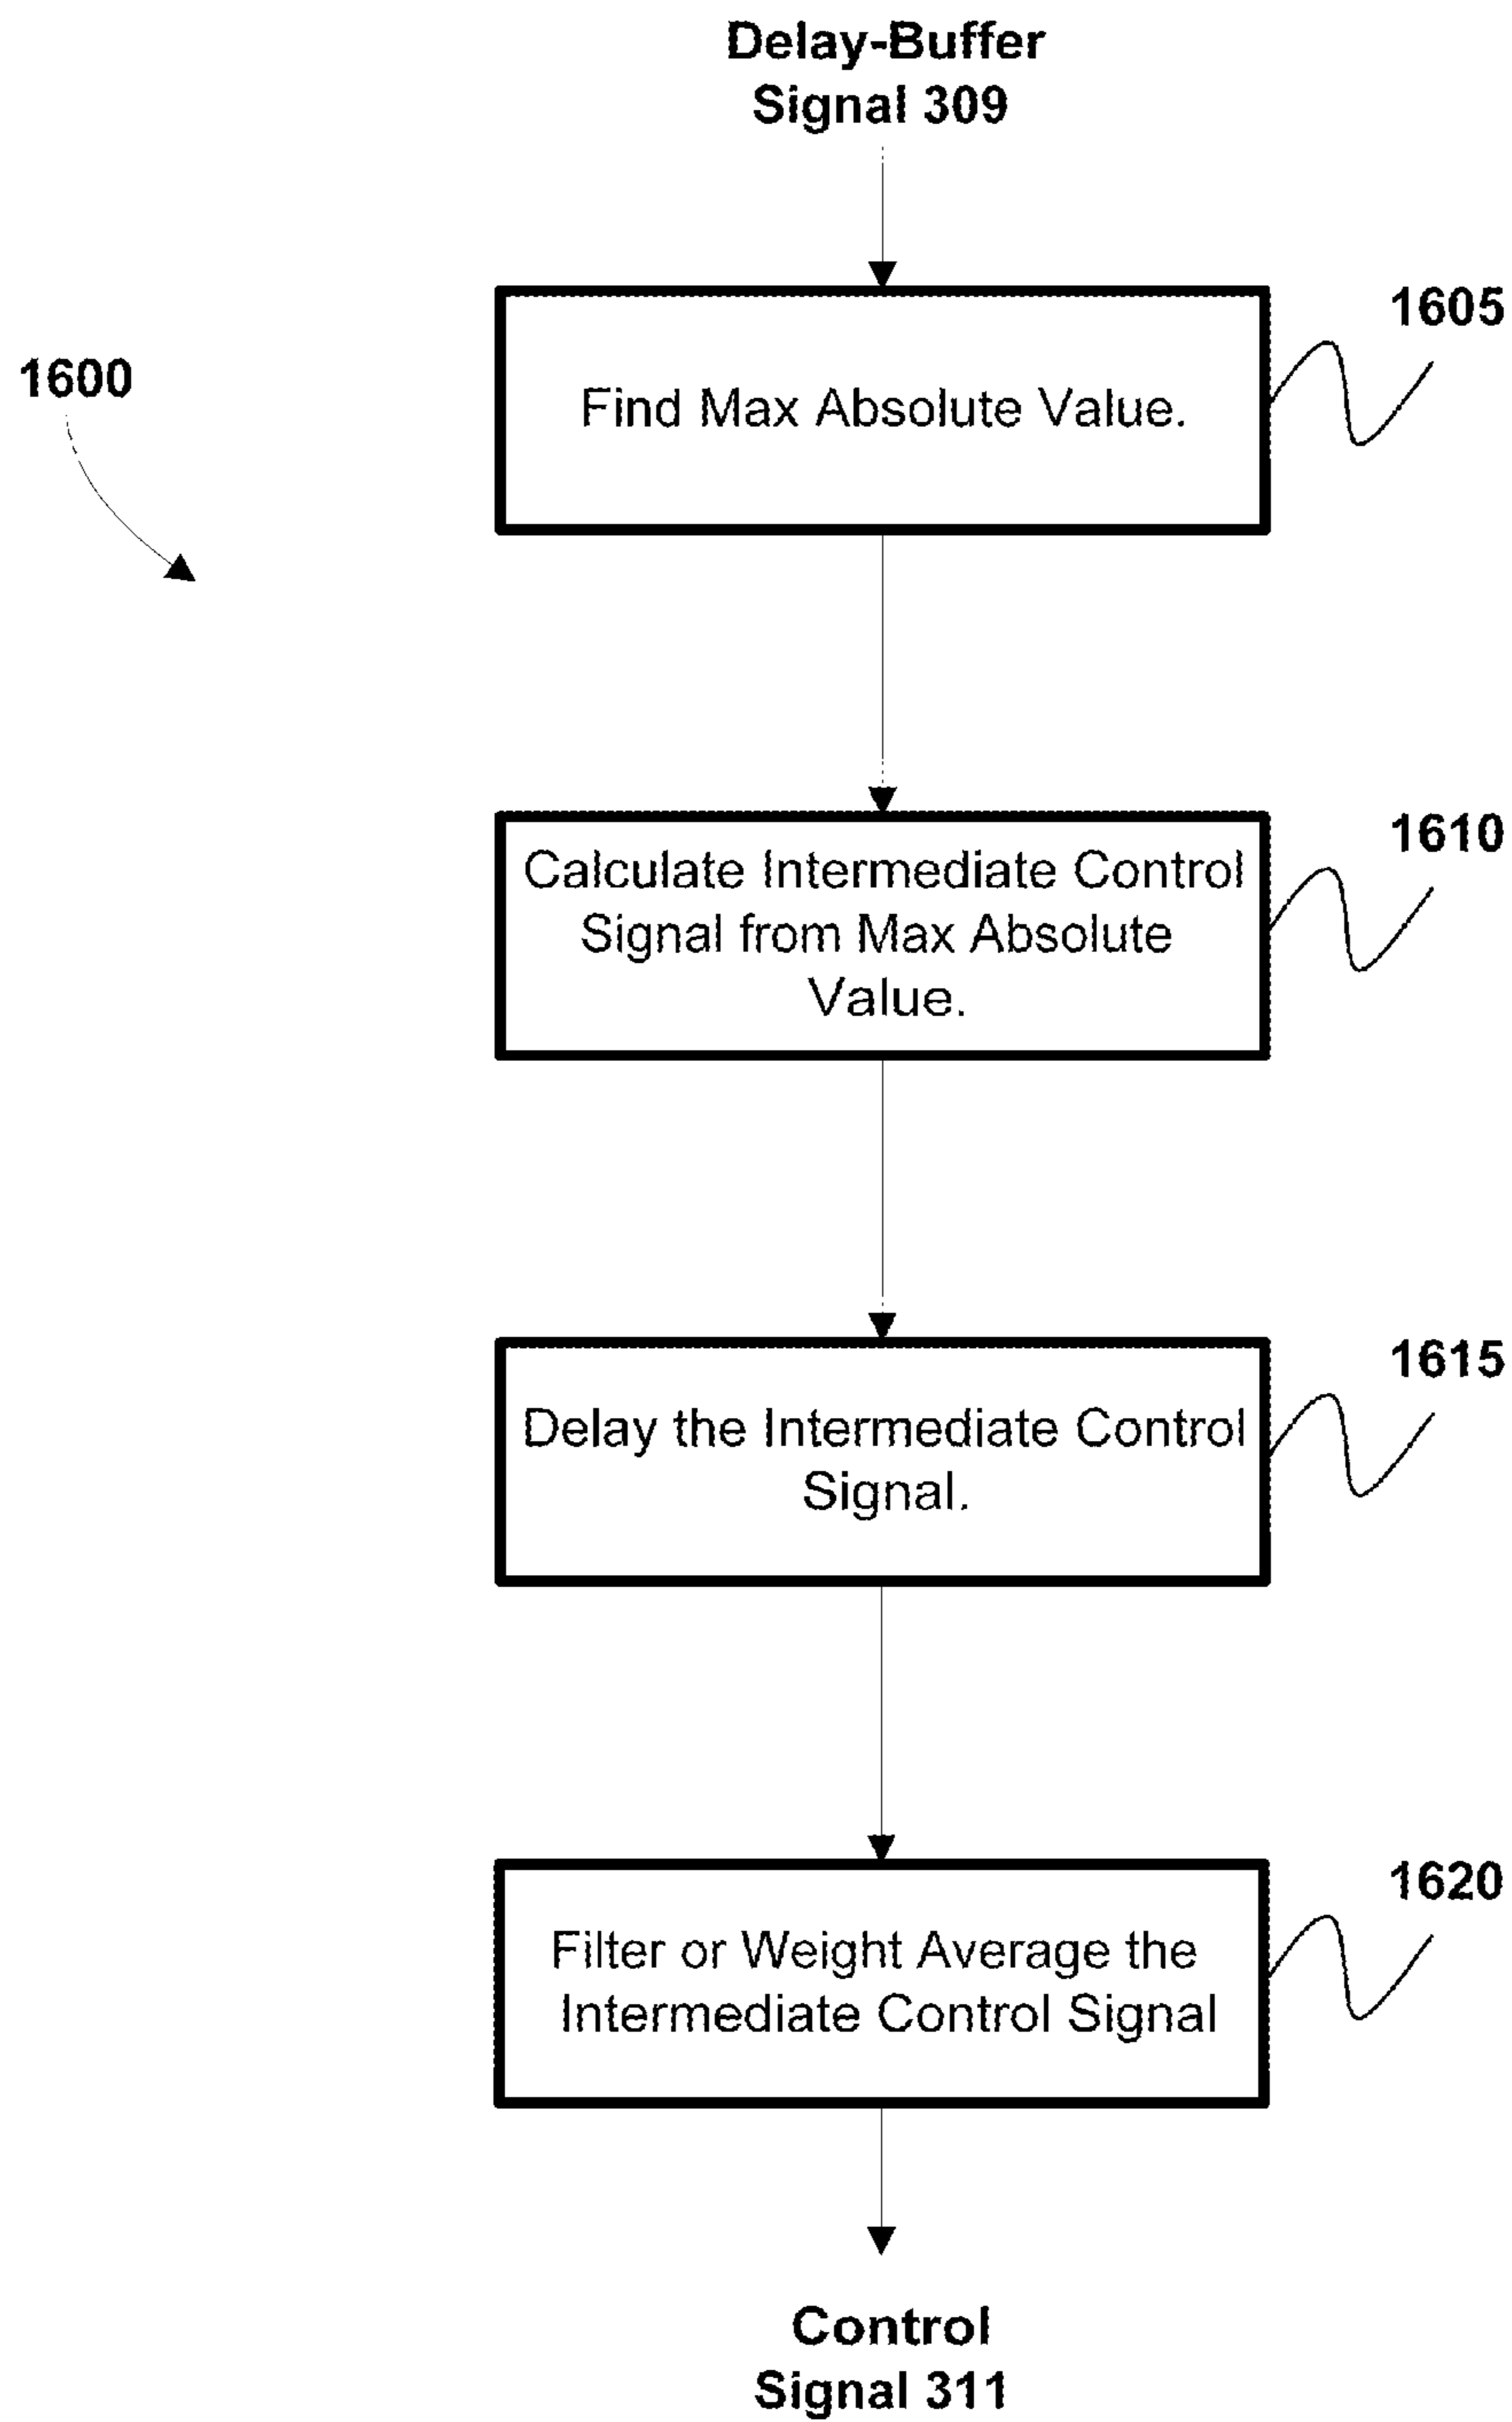 Delay-Buffer
Signal 309
1605
1600
Find Max Absolute Value.
1610
Calculate Intermediate Control
Signal from Max Absolute
Value.
1615
Delay the Intermediate Control
Signal.
1620
Filter or Weight Average the
Intermediate Control Signal
Control
Signal 311